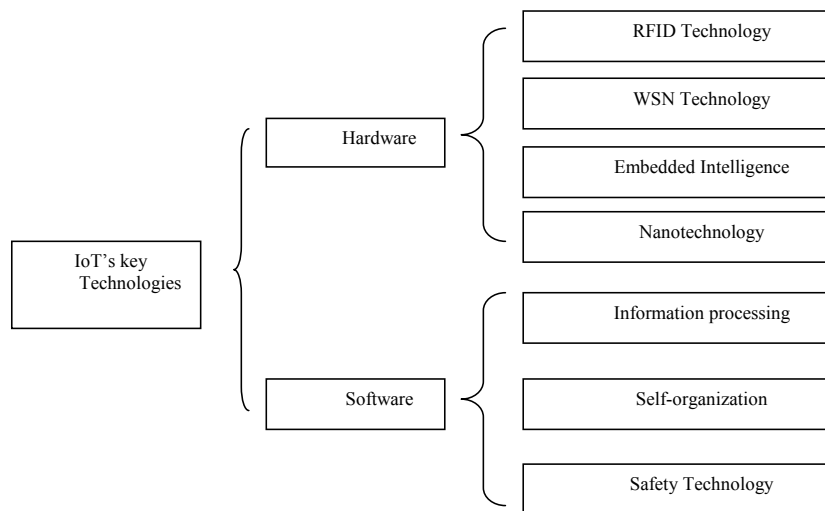 RFID Technology
WSN Technology
Hardware
Embedded Intelligence
Nanotechnology
IoT’s key
Technologies
Information processing
Software
Self-organization
Safety Technology